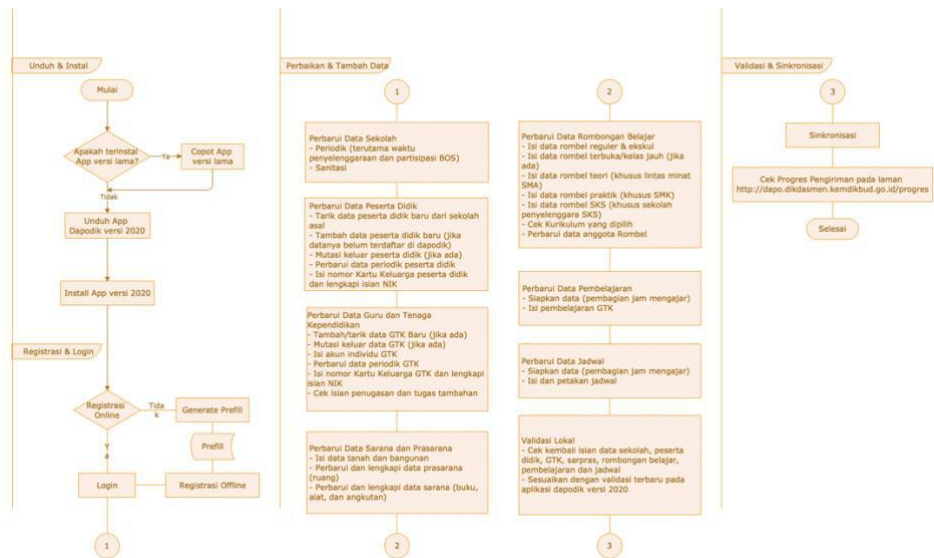 Unduh & Instal
Mulai
Apakah terinstal
App versi lama?
Ya
Copot App
versi lama
Tidak
Unduh App
Dapodik versi 2020
Install App versi 2020
Registrasi & Login
Registrasi
Online
Tida
k
Generate Prefill
Prefill
Y
a
Login
Registrasi Offline
1
Perbaikan & Tambah Data
1
Perbarui Data Sekolah
- Periodik (terutama waktu
penyelenggaraan dan partisipasi BOS)
- Sanitasi
Perbarui Data Peserta Didik
- Tarik data peserta didik baru dari sekolah
asal
- Tambah data peserta didik baru (jika
datanya belum terdaftar di dapodik)
- Mutasi keluar peserta didik (jika ada)
- Perbarui data periodik peserta didik
- Isi nomor Kartu Keluarga peserta didik
dan lengkapi isian NIK
Perbarui Data Guru dan Tenaga
Kependidikan
- Tambah/tarik data GTK Baru (jika ada)
- Mutasi keluar data GTK (jika ada)
- Isi akun individu GTK
- Perbarui data periodik GTK
- Isi nomor Kartu Keluarga GTK dan lengkapi
isian NIK
- Cek isian penugasan dan tugas tambahan
Perbarui Data Sarana dan Prasarana
- Isi data tanah dan bangunan
- Perbarui dan lengkapi data prasarana
(ruang)
- Perbarui dan lengkapi data sarana (buku,
alat, dan angkutan)
2
2
Perbarui Data Rombongan Belajar
- Isi data rombel reguler & ekskul
- Isi data rombel terbuka/kelas jauh (jika
ada)
- Isi data rombel teori (khusus lintas minat
SMA)
- Isi data rombel praktik (khusus SMK)
- Isi data rombel SKS (khusus sekolah
penyelenggara SKS)
- Cek Kurikulum yang dipilih
- Perbarui data anggota Rombel
Perbarui Data Pembelajaran
- Siapkan data (pembagian jam mengajar)
- Isi pembelajaran GTK
Perbarui Data Jadwal
- Siapkan data (pembagian jam mengajar)
- Isi dan petakan jadwal
Validasi Lokal
- Cek kembali isian data sekolah, peserta
didik, GTK, sarpras, rombongan belajar,
pembelajaran dan jadwal
- Sesuaikan dengan validasi terbaru pada
aplikasi dapodik versi 2020
3
Validasi & Sinkronisasi
3
Sinkronisasi
Cek Progres Pengiriman pada laman
http://dapo.dikdasmen.kemdikbud.go.id/progres
Selesai